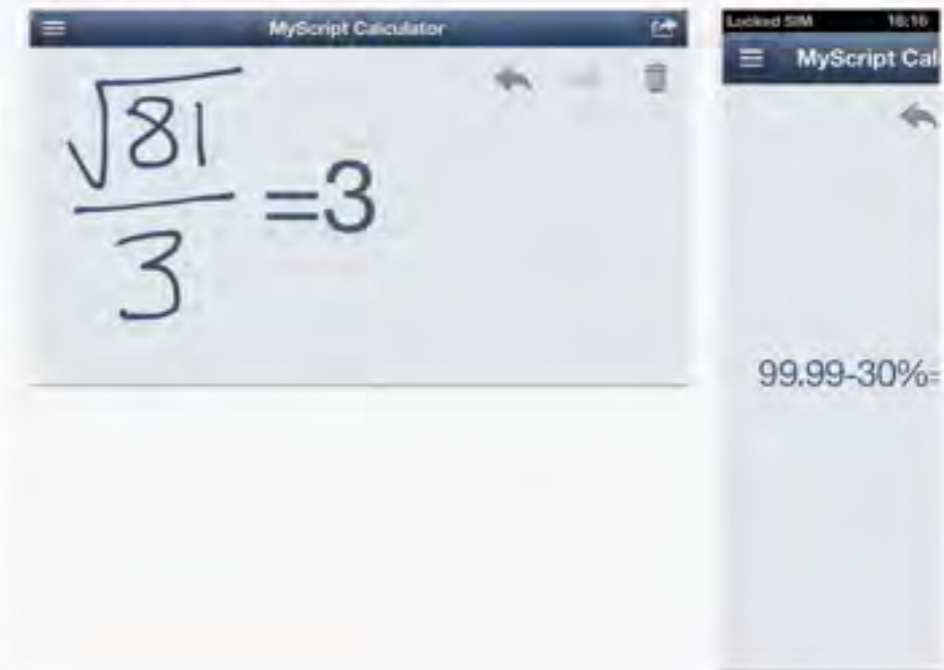 MyScript Calculator
√81
3
=3
Locked SIM 16:16
MyScript Cal
99.99-30%=